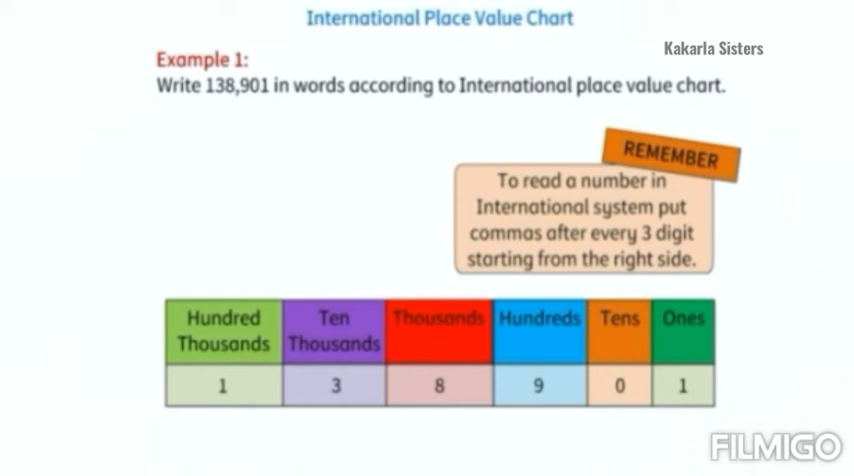 International Place Value Chart
Kakarla Sisters
Example 1:
Write 138,901 in words according to International place value chart.
REMEMBER
To read a number in
International system put
commas after every 3 digit
starting from the right side.
Hundred Thousands Ten Thousands Thousands Hundreds Tens Ones
1 3 8 9 0 1
FILMIGO